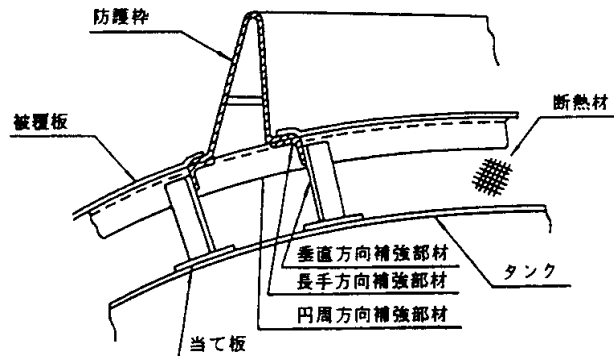 防護枠
断熱材
被覆板
垂直方向補強部材
長手方向補強部材
円周方向補強部材
タンク
当て板